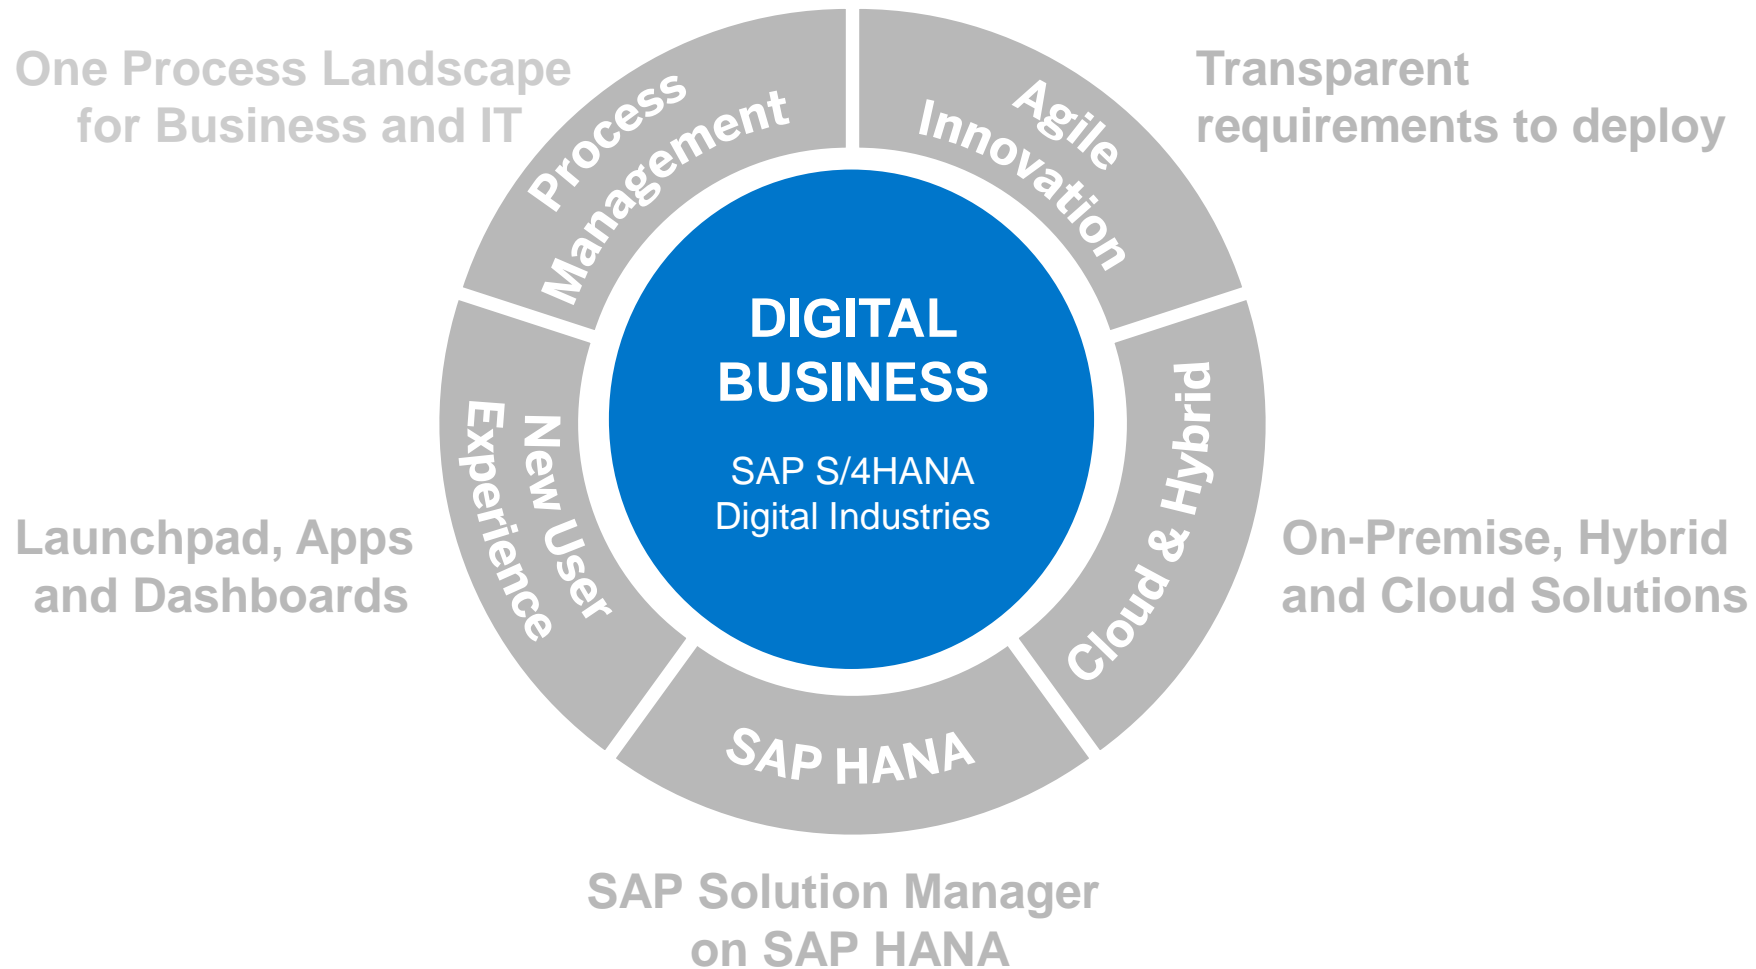 One Process Landscape
for Business and IT
Process
Management
Agile
Innovation
Transparent
requirements to deploy
DIGITAL
BUSINESS
SAP S/4HANA
Digital Industries
New User
Experience
Cloud & Hybrid
Launchpad, Apps
and Dashboards
On-Premise, Hybrid
and Cloud Solutions
SAP HANA
SAP Solution Manager
on SAP HANA